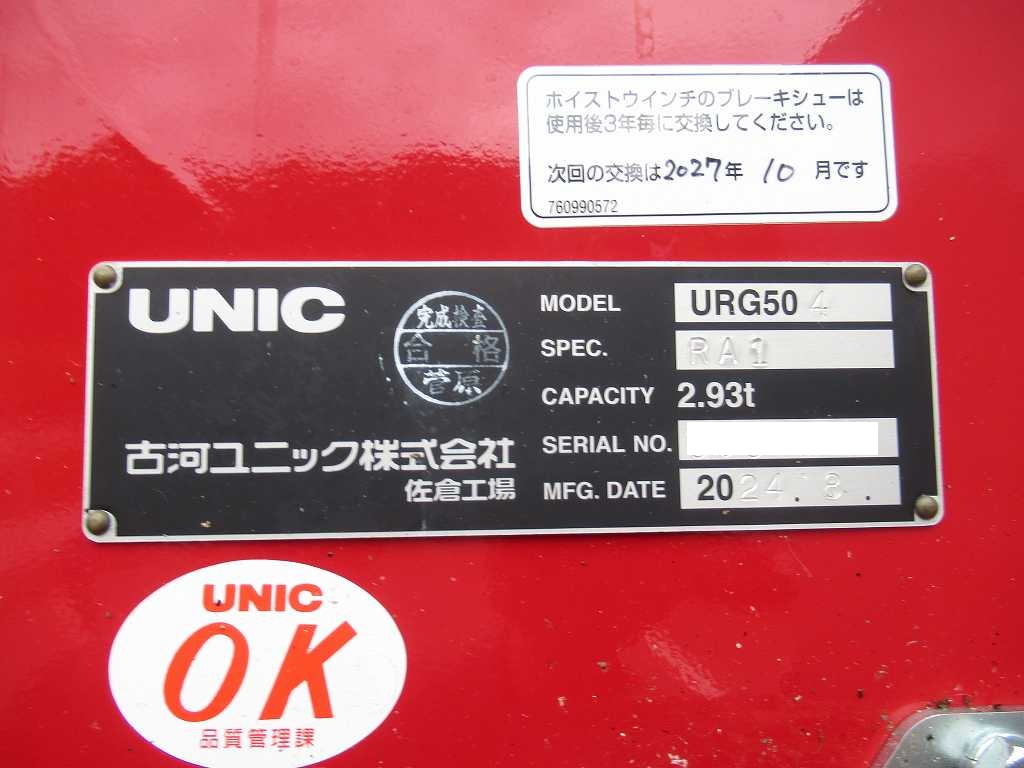 ホイストウインチのブレーキシューは
使用後3年毎に交換してください。
次回の交換は2027年 10 月です
760990572
UNIC
完成検査
合格
菅原
古河ユニック株式会社
佐倉工場
MODEL URG504
SPEC. RA1
CAPACITY 2.93t
SERIAL NO.
MFG. DATE 2024.8.
UNIC
OK
品質管理課